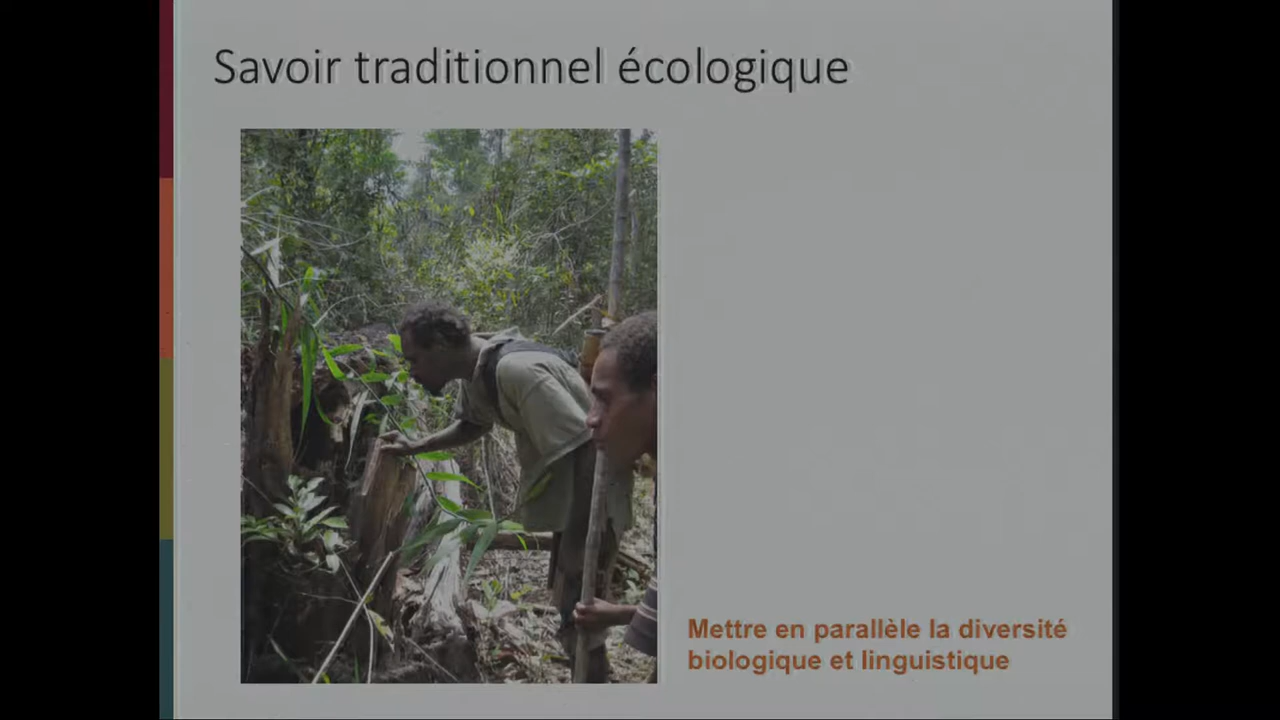 Savoir traditionnel écologique
Mettre en parallèle la diversité
biologique et linguistique